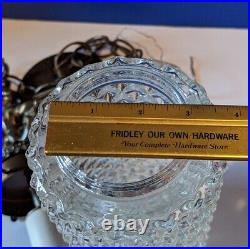 1 2 3 4
FRIDLEY OUR OWN HARDWARE
"Your Complete Hardware Store"